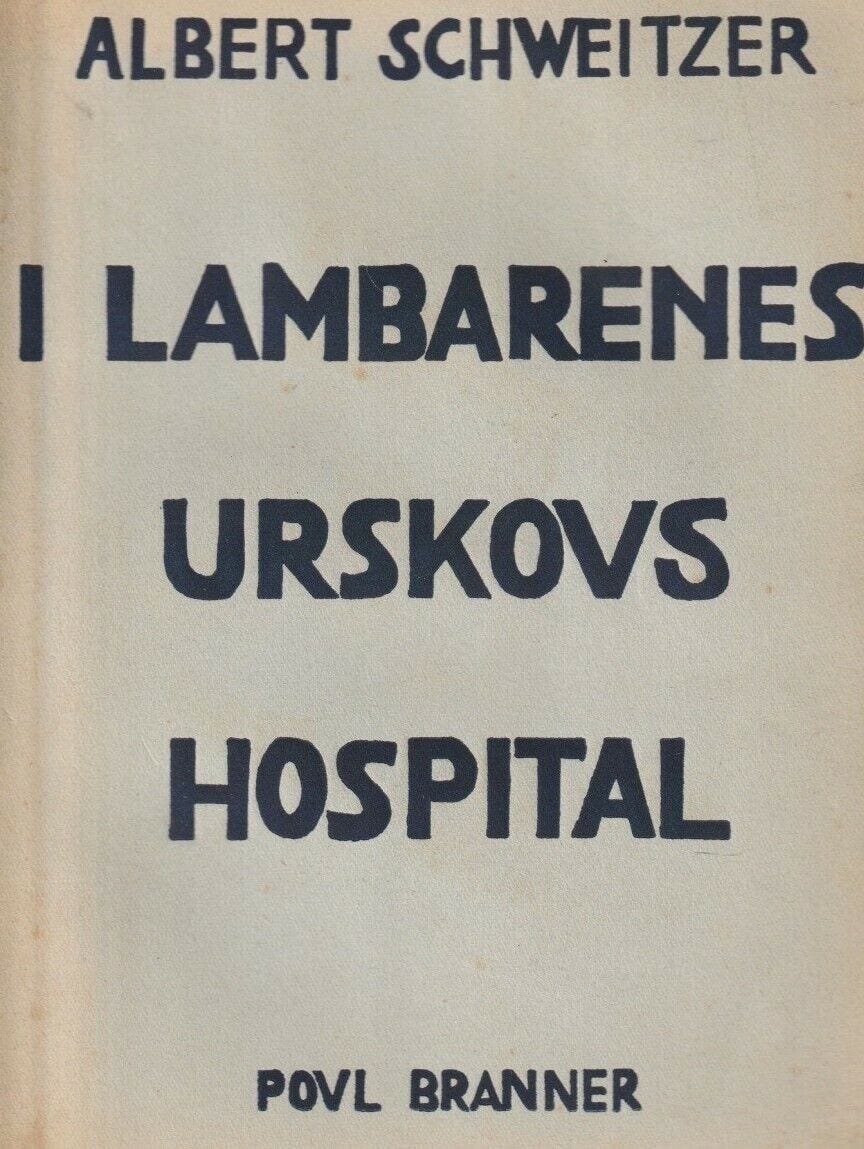 ALBERT SCHWEITZER
I LAMBARENES
URSKOVS
HOSPITAL
POVL BRANNER